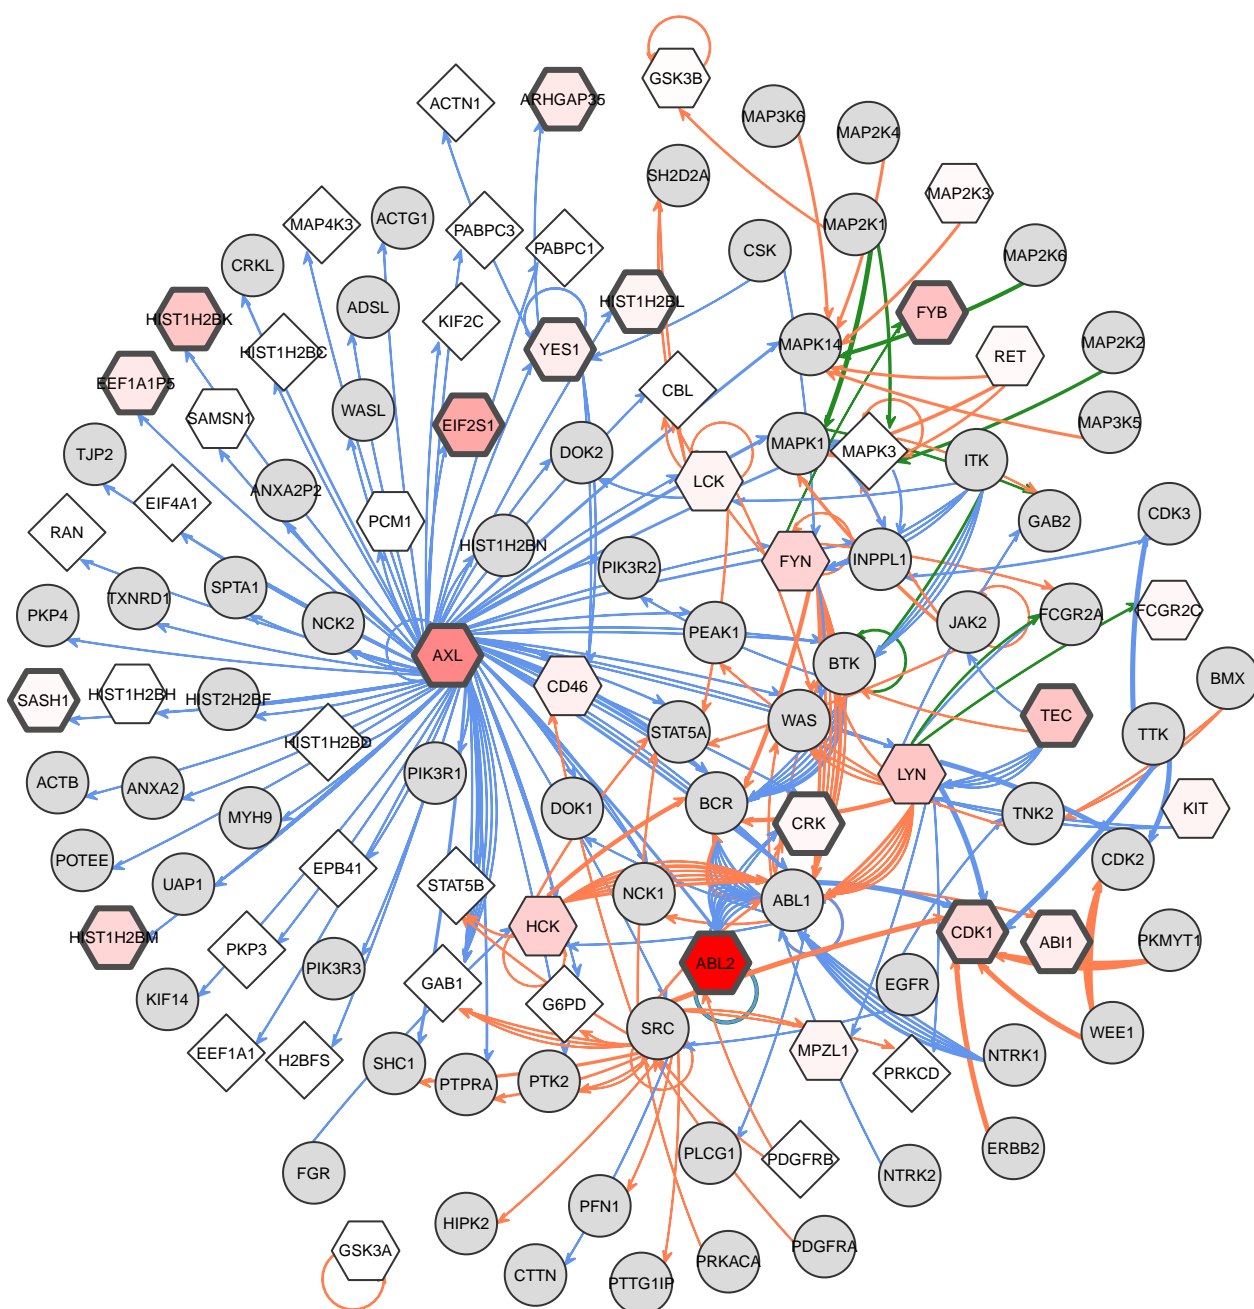 GSK3B
ACTN1
ARHGAP35
MAP3K6
MAP2K4
SH2D2A
MAP2K3
MAP4K3
ACTG1
PABPC3
PABPC1
MAP2K1
CSK
MAP2K6
CRKL
HIST1H2BL
ADSL
FYB
HIST1H2BK
KIF2C
HIST1H2BC
YES1
MAPK14
RET
MAP2K2
EEF1A1P5
CBL
WASL
SAMSN1
EIF2S1
MAP3K5
TJP2
DOK2
MAPK1
MAPK3
ITK
LCK
ANXA2P2
EIF4A1
PCM1
GAB2
CDK3
RAN
HIST1H2BN
PIK3R2
FYN
INPPL1
TXNRD1
SPTA1
PKP4
NCK2
PEAK1
JAK2
FCGR2A
FCGR2C
AXL
BTK
BMX
SASH1
HIST1H2BH
HIST2H2BF
CD46
TEC
WAS
STAT5A
TTK
HIST1H2BD
PIK3R1
LYN
ACTB
ANXA2
BCR
DOK1
CRK
KIT
TNK2
MYH9
CDK2
POTEE
EPB41
UAP1
STAT5B
NCK1
ABL1
HCK
CDK1
ABI1
PKMYT1
HIST1H2BM
PKP3
ABL2
PIK3R3
GAB1
EGFR
KIF14
G6PD
SRC
WEE1
MPZL1
EEF1A1
H2BFS
SHC1
PTPRA
PTK2
PRKCD
NTRK1
ERBB2
PLCG1
PDGFRB
FGR
NTRK2
PFN1
HIPK2
GSK3A
PDGFRA
PRKACA
CTTN
PTTG1IP